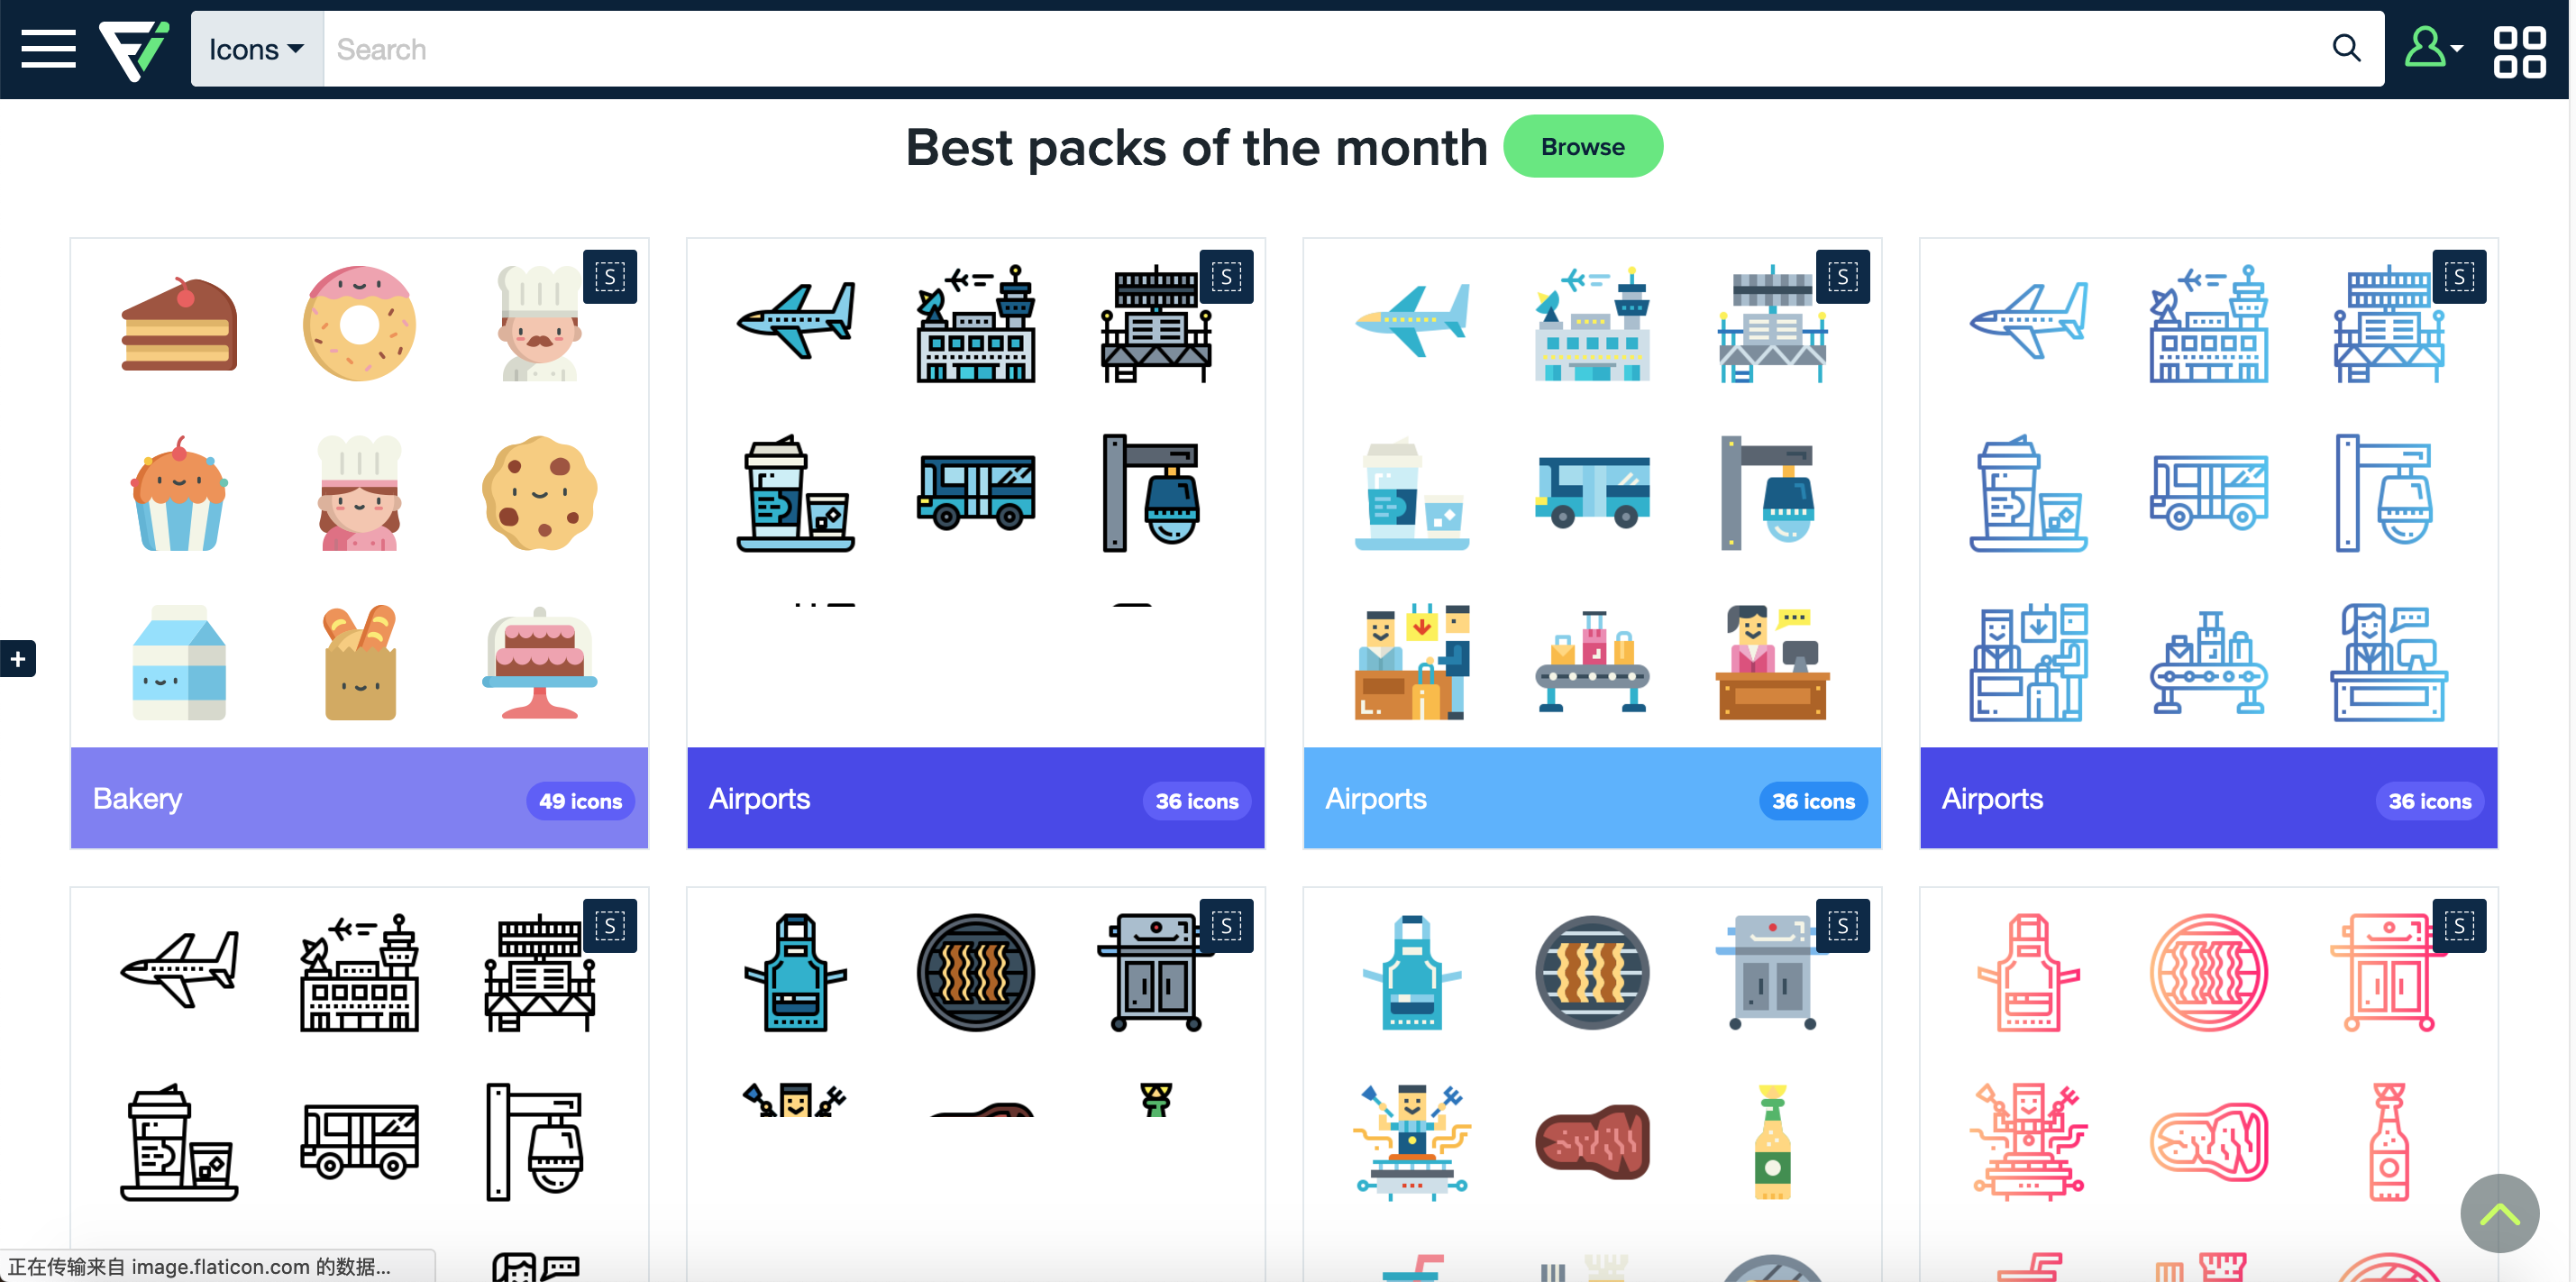 Icons Search
Best packs of the month Browse
S S S S
Bakery 49 icons Airports 36 icons Airports 36 icons Airports 36 icons
S S S S
正在传输来自 image.flaticon.com 的数据...